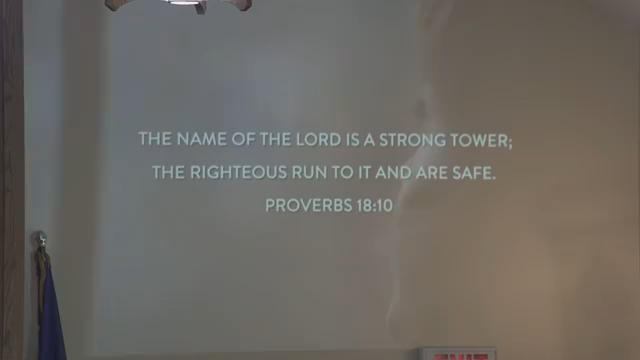 THE NAME OF THE LORD IS A STRONG TOWER;
THE RIGHTEOUS RUN TO IT AND ARE SAFE.
PROVERBS 18:10
EXIT